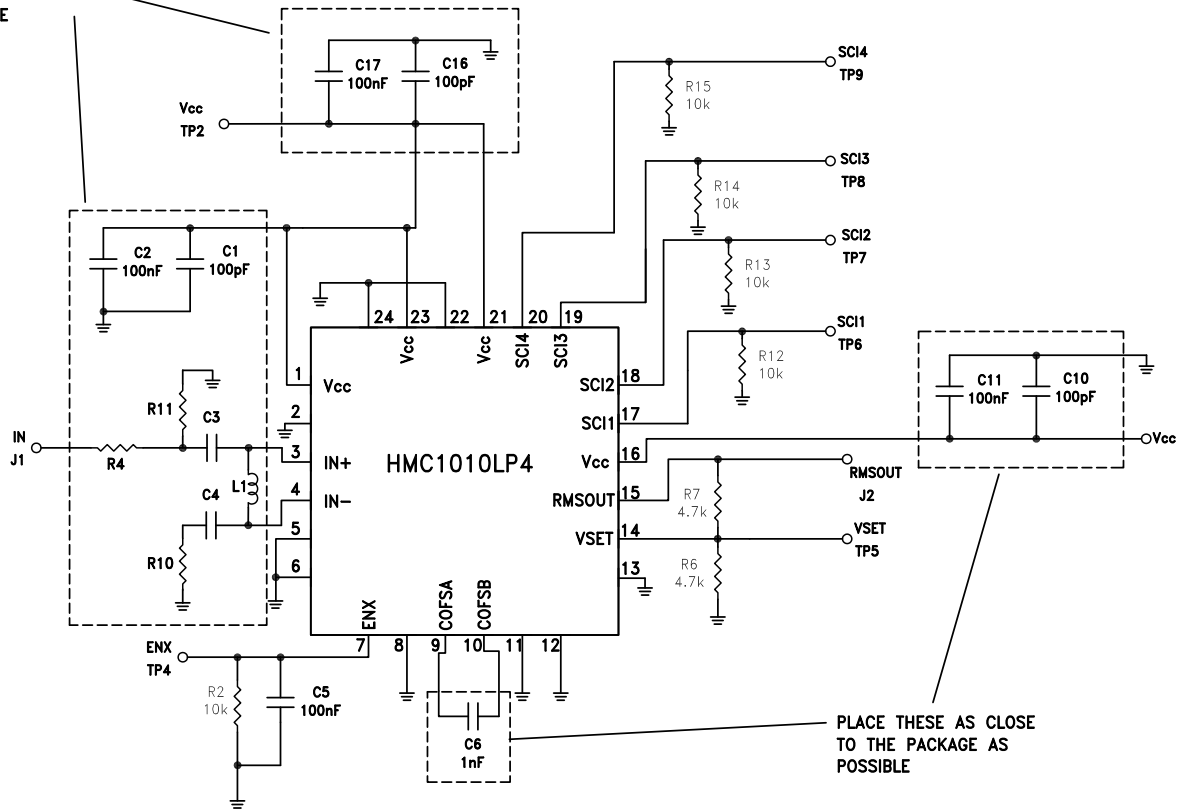 E
C17
100nF
C16
100pF
Vcc
TP2
SCI4
TP9
R15
10k
SCI3
TP8
R14
10k
SCI2
TP7
R13
10k
SCI1
TP6
R12
10k
C2
100nF
C1
100pF
24
23
22
21
20
19
Vcc
Vcc
SCI4
SCI3
1
Vcc
2
3
IN+
4
IN-
5
6
HMC1010LP4
SCI2
18
SCI1
17
Vcc
16
RMSOUT
15
VSET
14
13
C11
100nF
C10
100pF
Vcc
R11
C3
IN
J1
R4
L1
C4
R10
R7
4.7k
RMSOUT
J2
VSET
TP5
R6
4.7k
ENX
COFSA
COFSB
7
8
9
10
11
12
ENX
TP4
R2
10k
C5
100nF
C6
1nF
PLACE THESE AS CLOSE
TO THE PACKAGE AS
POSSIBLE